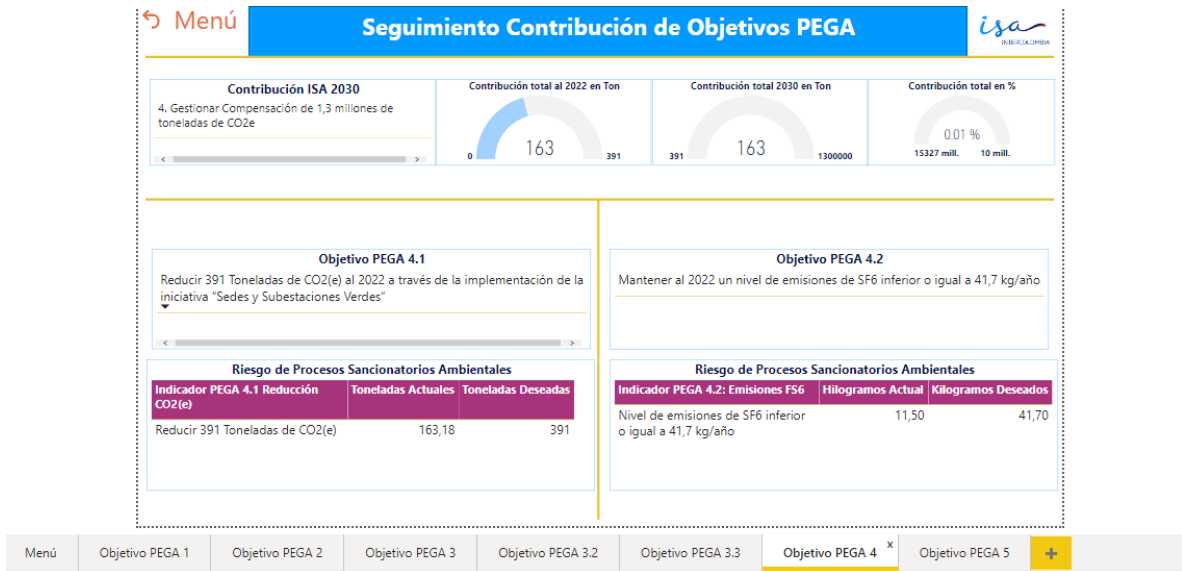 Menú
Seguimiento Contribución de Objetivos PEGA
isa
INTERCOLOMBIA
Contribución ISA 2030
4. Gestionar Compensación de 1,3 millones de
toneladas de CO2e
Contribución total al 2022 en Ton
163
0
391
Contribución total 2030 en Ton
163
391
1300000
Contribución total en %
0.01 %
15327 mill.
10 mill.
Objetivo PEGA 4.1
Reducir 391 Toneladas de CO2(e) al 2022 a través de la implementación de la
iniciativa "Sedes y Subestaciones Verdes"
Objetivo PEGA 4.2
Mantener al 2022 un nivel de emisiones de SF6 inferior o igual a 41,7 kg/año
Riesgo de Procesos Sancionatorios Ambientales
Indicador PEGA 4.1 Reducción
CO2(e)
Toneladas Actuales
Toneladas Deseadas
Reducir 391 Toneladas de CO2(e)
163,18
391
Riesgo de Procesos Sancionatorios Ambientales
Indicador PEGA 4.2: Emisiones FS6
Hilogramos Actual
Kilogramos Deseados
Nivel de emisiones de SF6 inferior
o igual a 41,7 kg/año
11,50
41,70
Menú
Objetivo PEGA 1
Objetivo PEGA 2
Objetivo PEGA 3
Objetivo PEGA 3.2
Objetivo PEGA 3.3
Objetivo PEGA 4
x
Objetivo PEGA 5
+